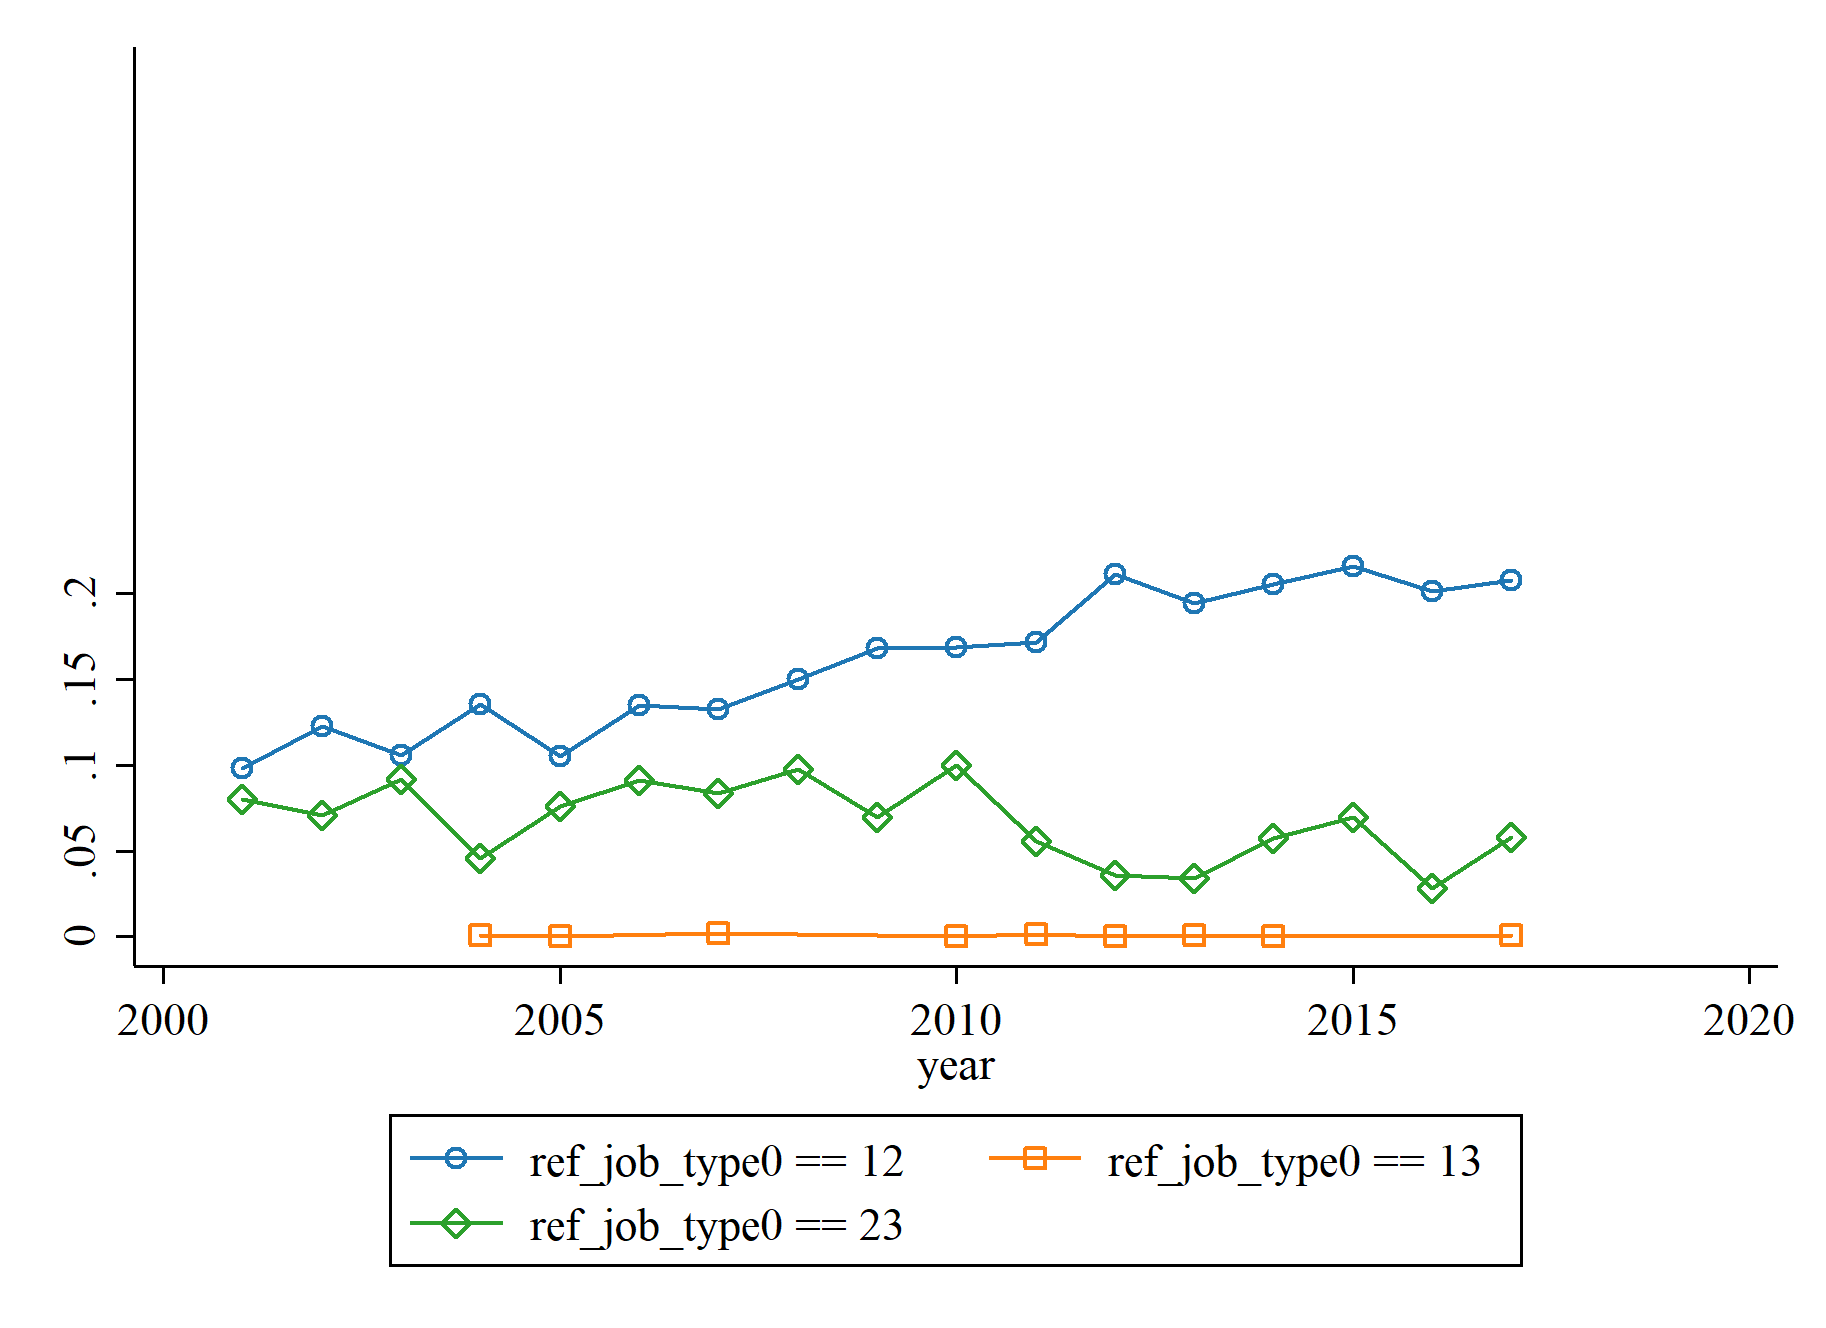 .2
.15
.1
.05
0
2000 2005 2010 2015 2020
year
ref_job_type0 == 12 ref_job_type0 == 13
ref_job_type0 == 23